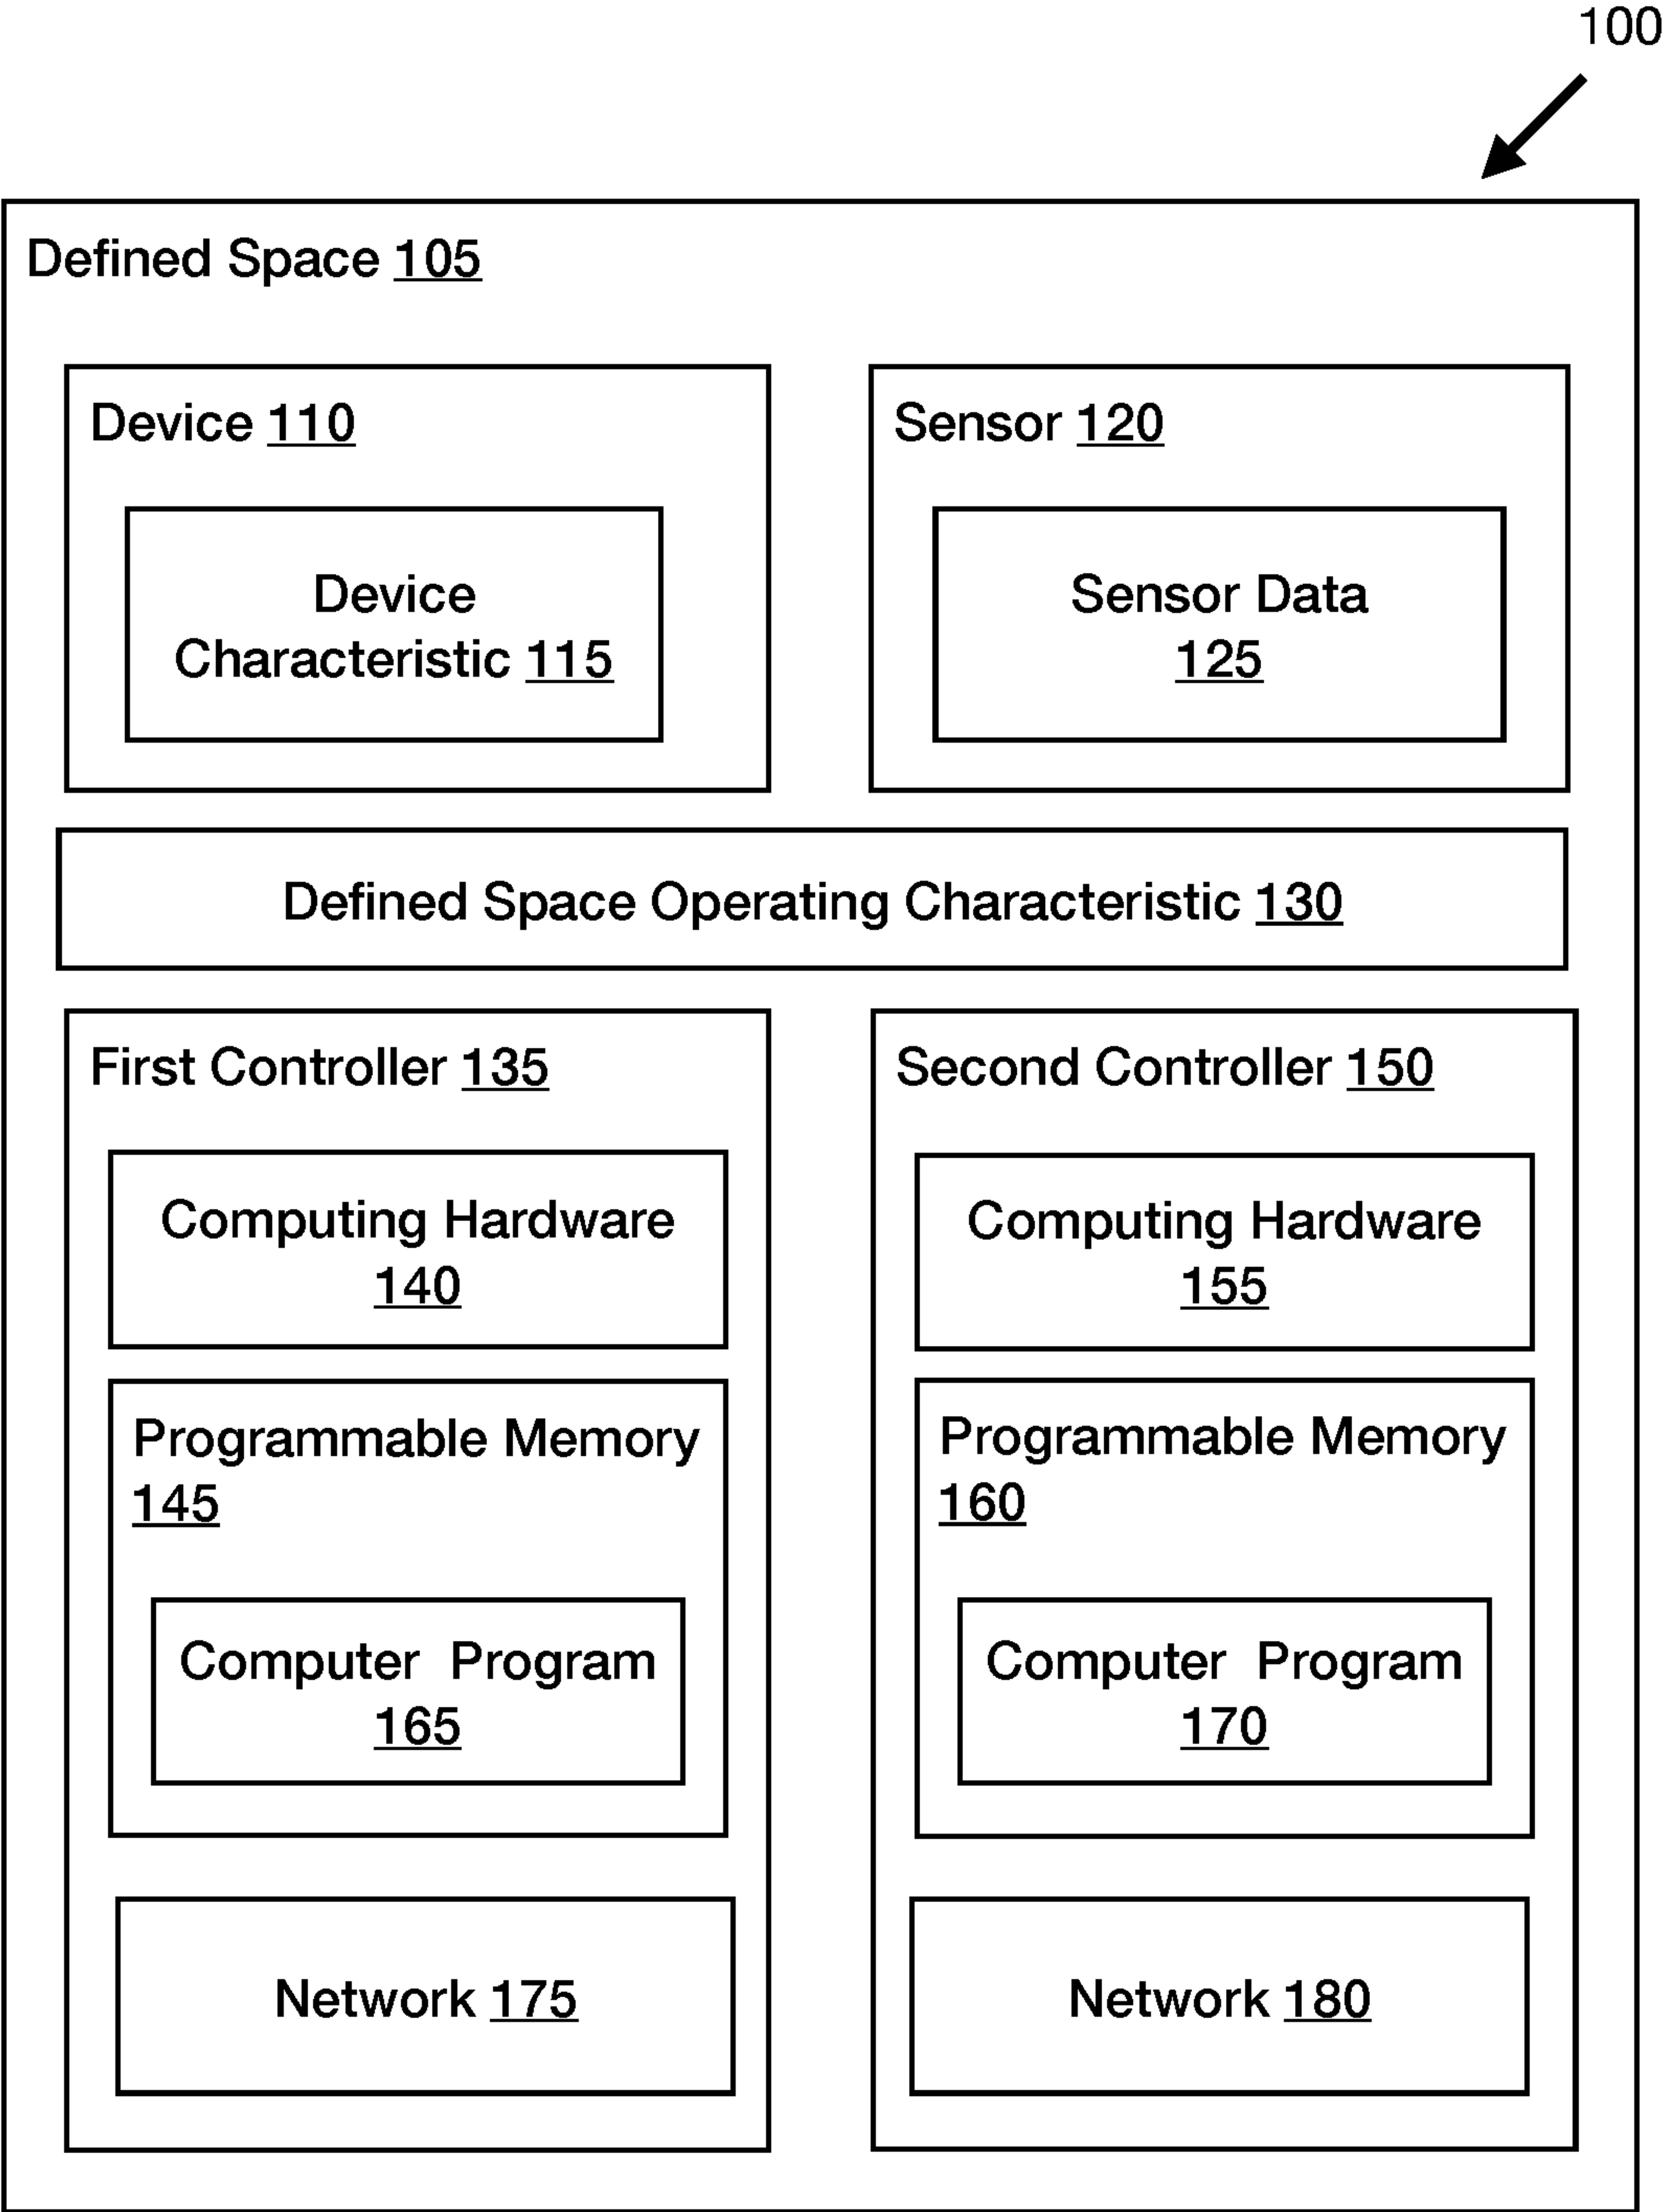 100
Defined Space 105
Device 110
Device
Characteristic 115
Sensor 120
Sensor Data
125
Defined Space Operating Characteristic 130
First Controller 135
Computing Hardware
140
Programmable Memory
145
Computer Program
165
Network 175
Second Controller 150
Computing Hardware
155
Programmable Memory
160
Computer Program
170
Network 180